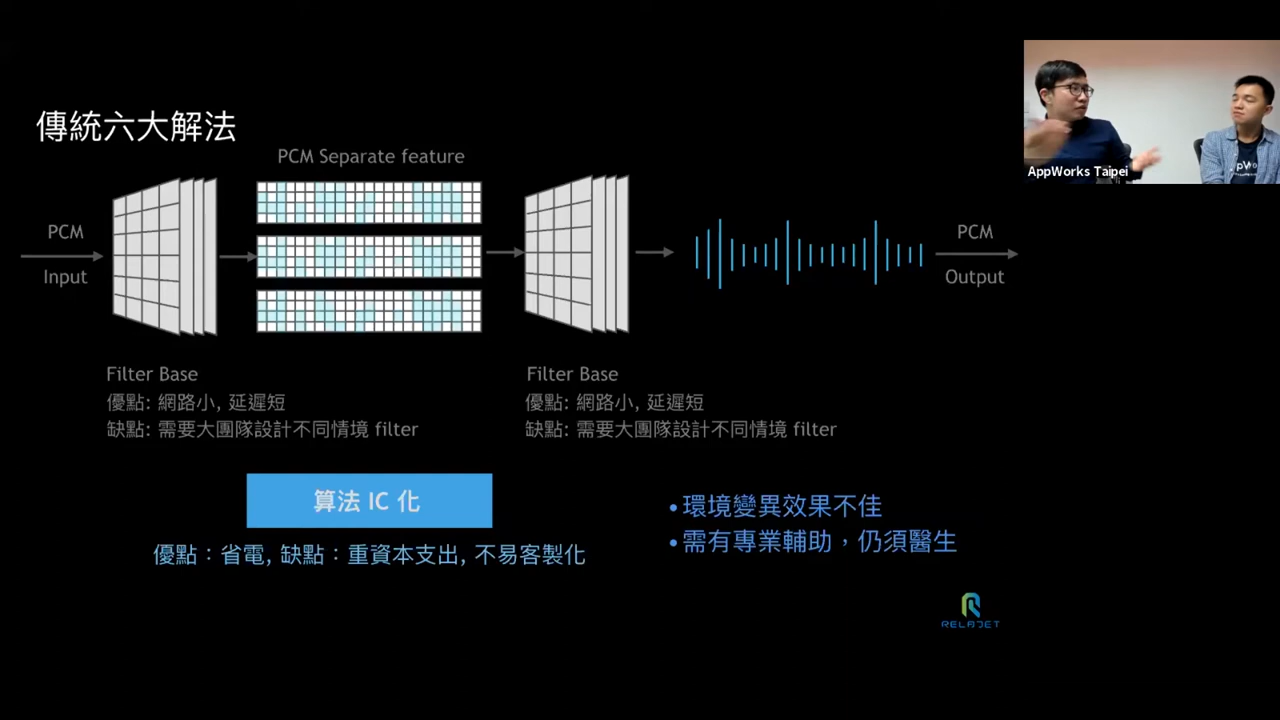 傳統六大解法
PCM Separate feature
PCM
Input
PCM
Output
Filter Base
優點: 網路小, 延遲短
缺點: 需要大團隊設計不同情境 filter
Filter Base
優點: 網路小, 延遲短
缺點: 需要大團隊設計不同情境 filter
算法 IC 化
優點：省電, 缺點：重資本支出, 不易客製化
•環境變異效果不佳
•需有專業輔助，仍須醫生
RELAJET
AppWorks Taipei